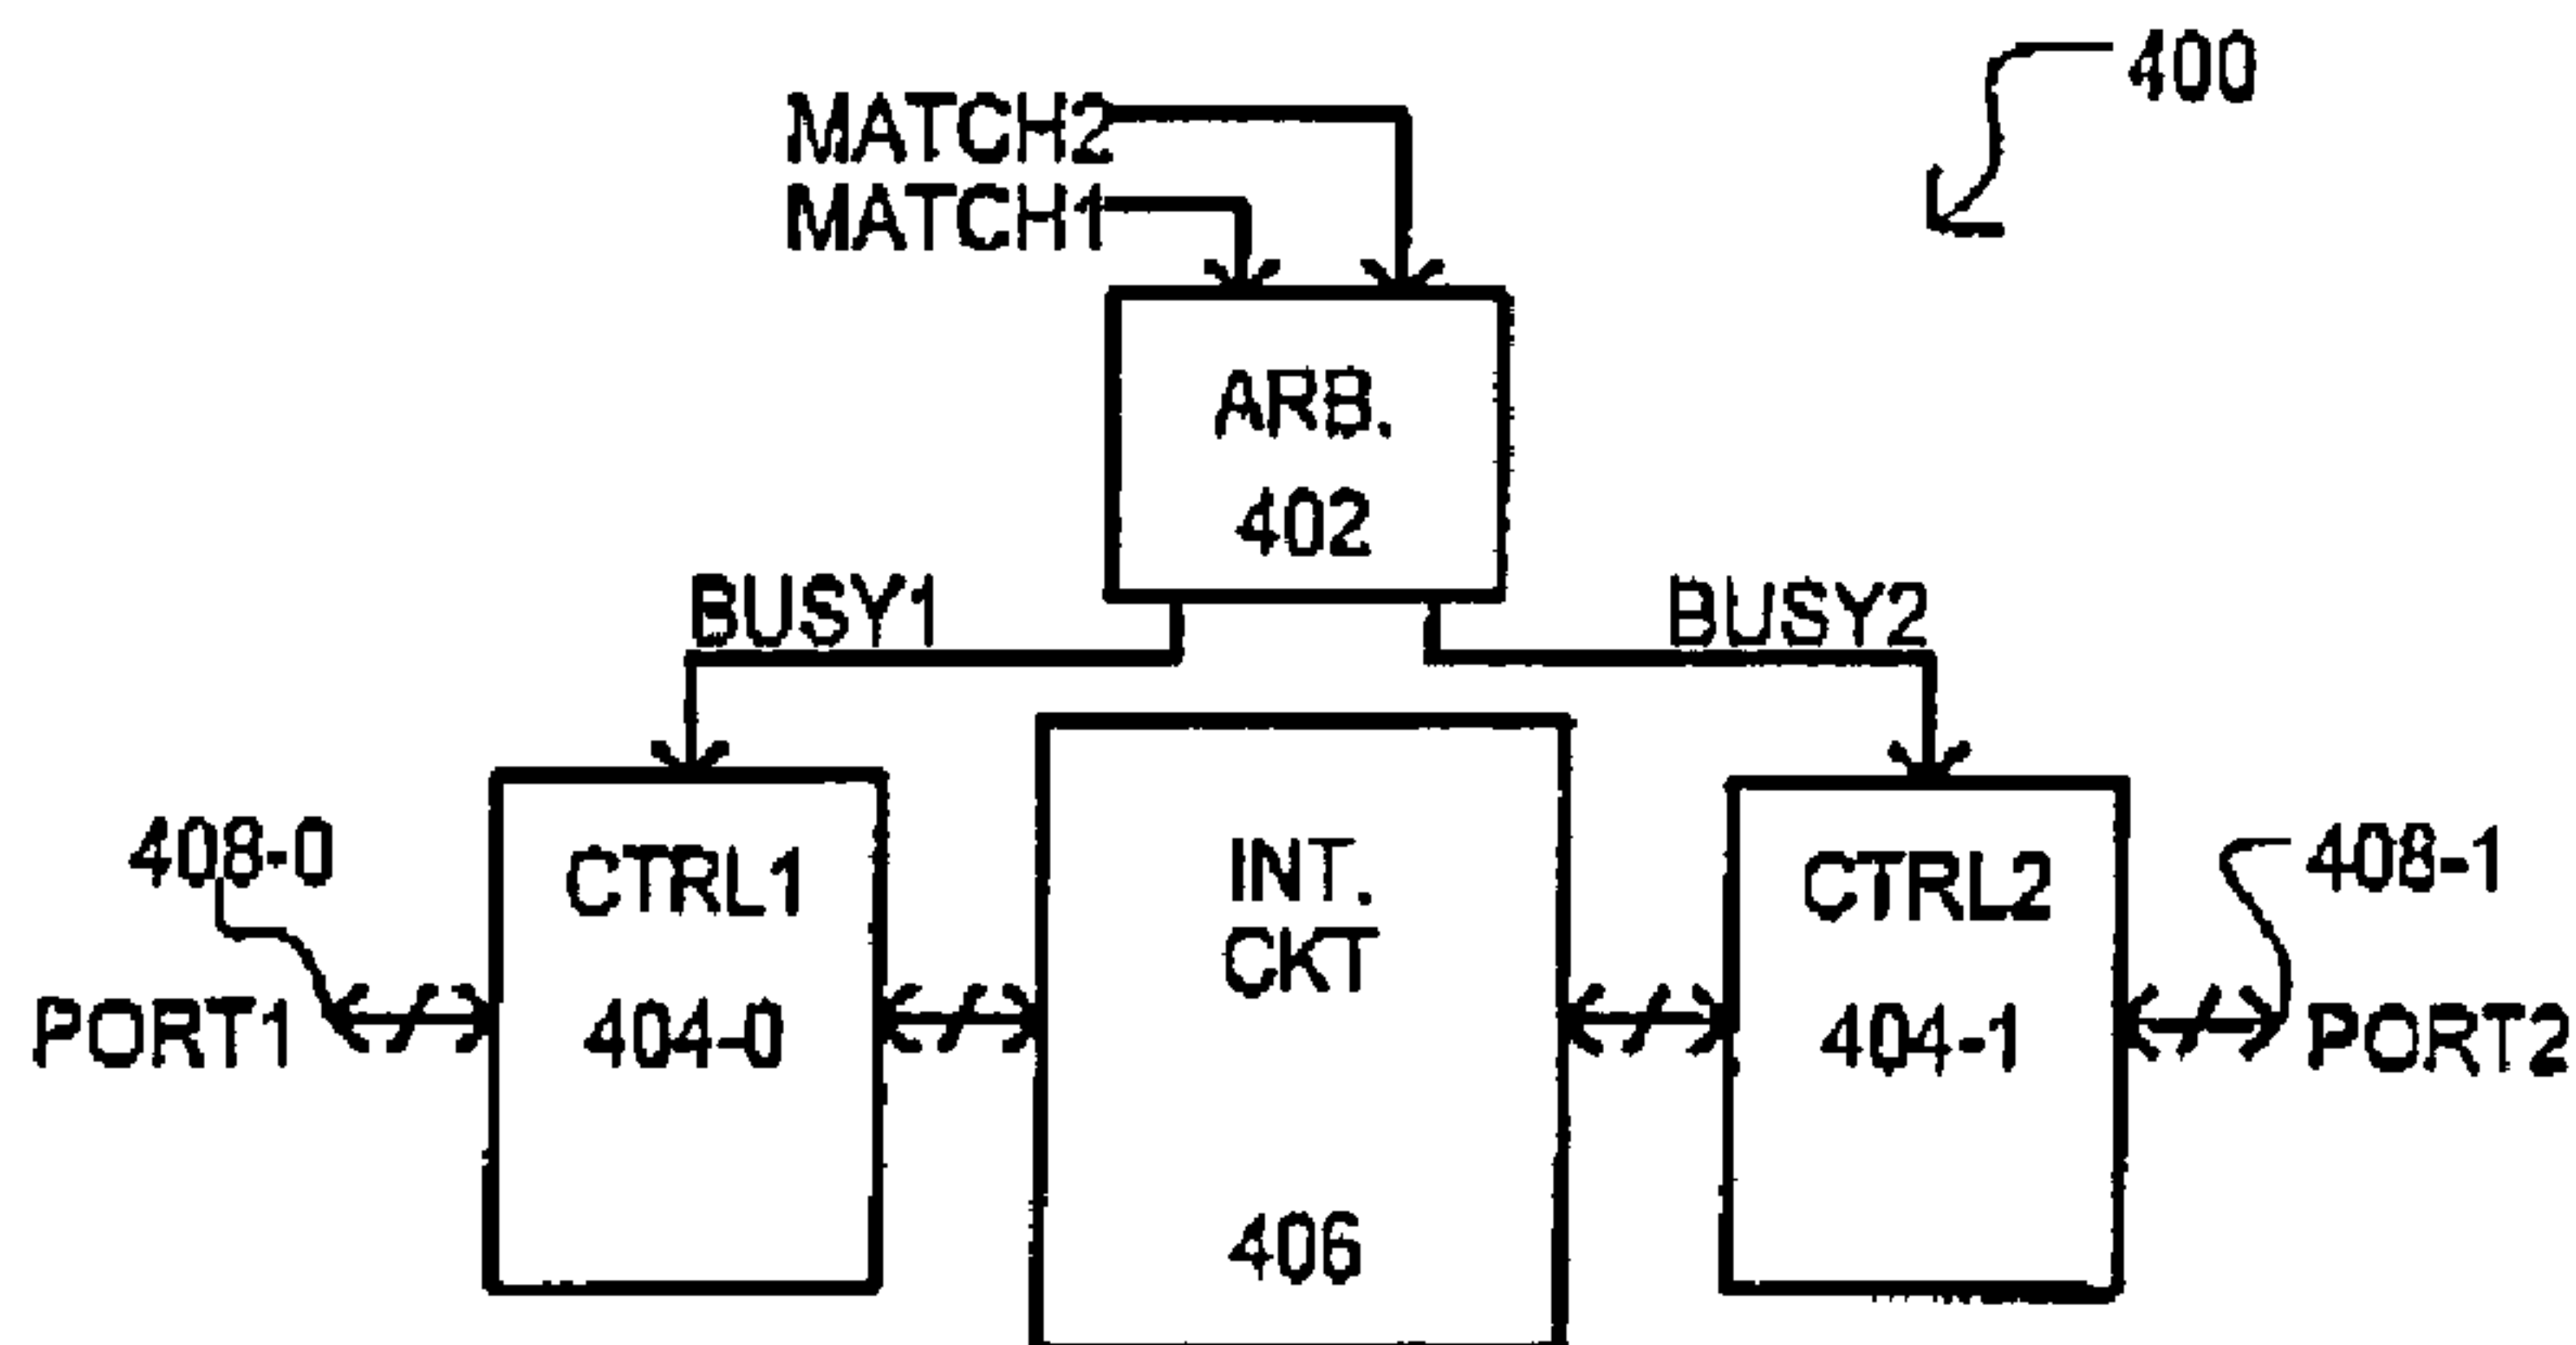 400
MATCH2
MATCH1
ARB.
402
BUSY1
BUSY2
408-0
CTRL1
404-0
INT.
CKT
406
CTRL2
404-1
408-1
PORT1
PORT2